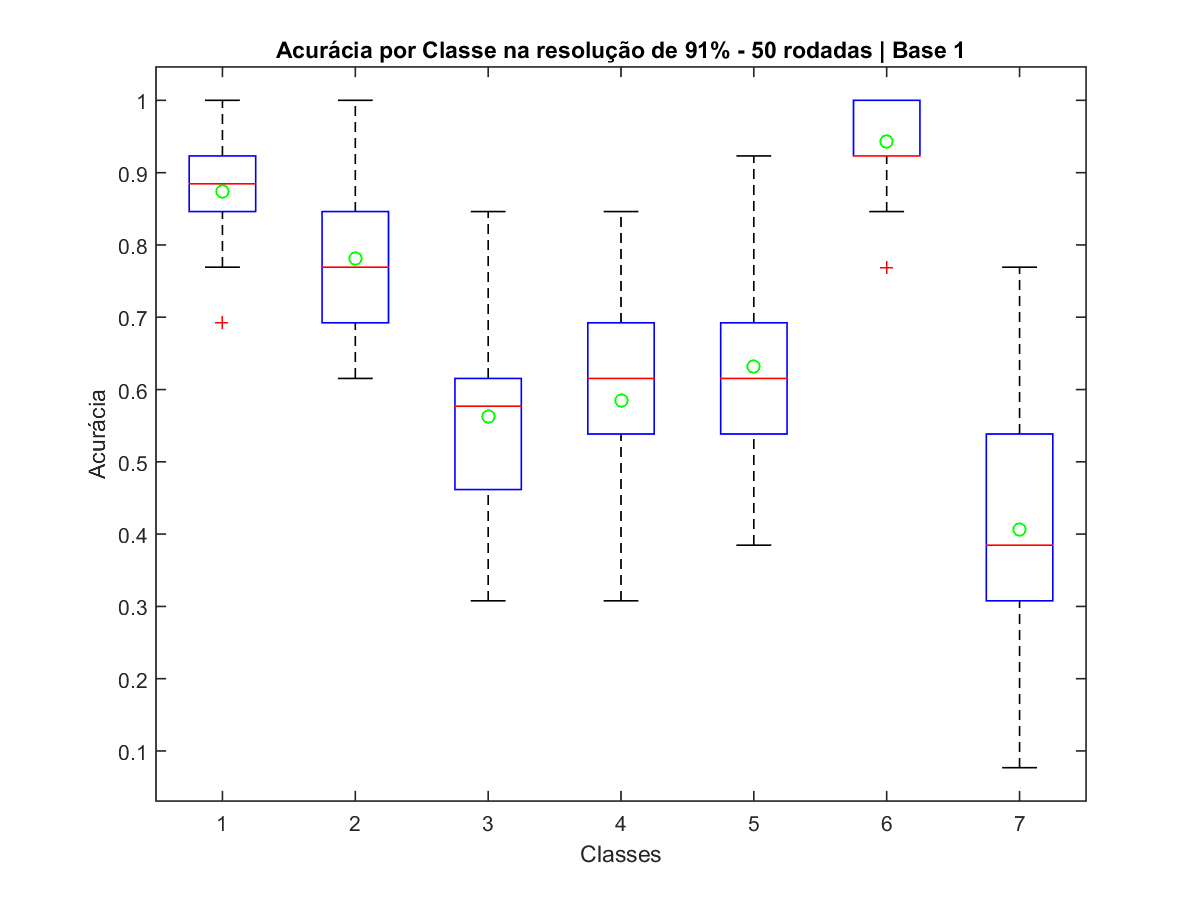 Acurácia por Classe na resolução de 91% - 50 rodadas | Base 1
1
0.9
0.8
0.7
0.6
0.5
0.4
0.3
0.2
0.1
Acurácia
1 2 3 4 5 6 7
Classes